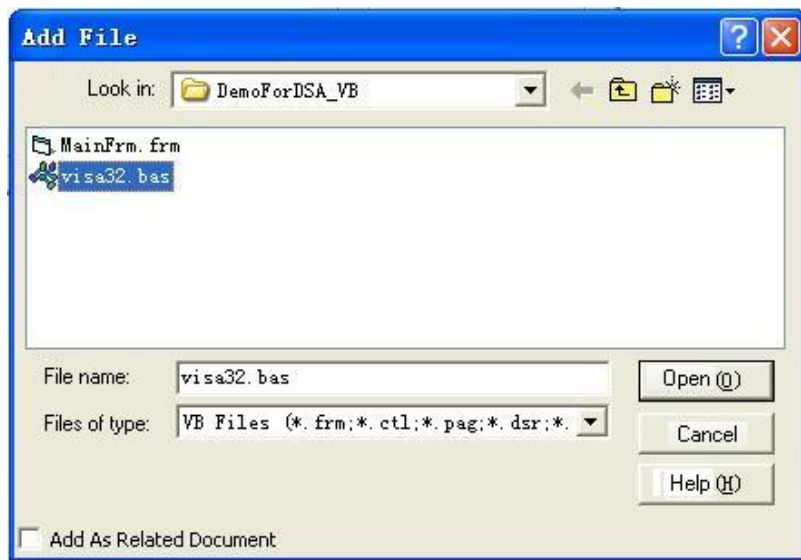 Add File
Look in: DemoForDSA_VB
MainFrm.frm
visa32.bas
File name: visa32.bas Open (O)
Files of type: VB Files (*.frm;*.ctl;*.pag;*.dsr;*. Cancel
Help (H)
Add As Related Document